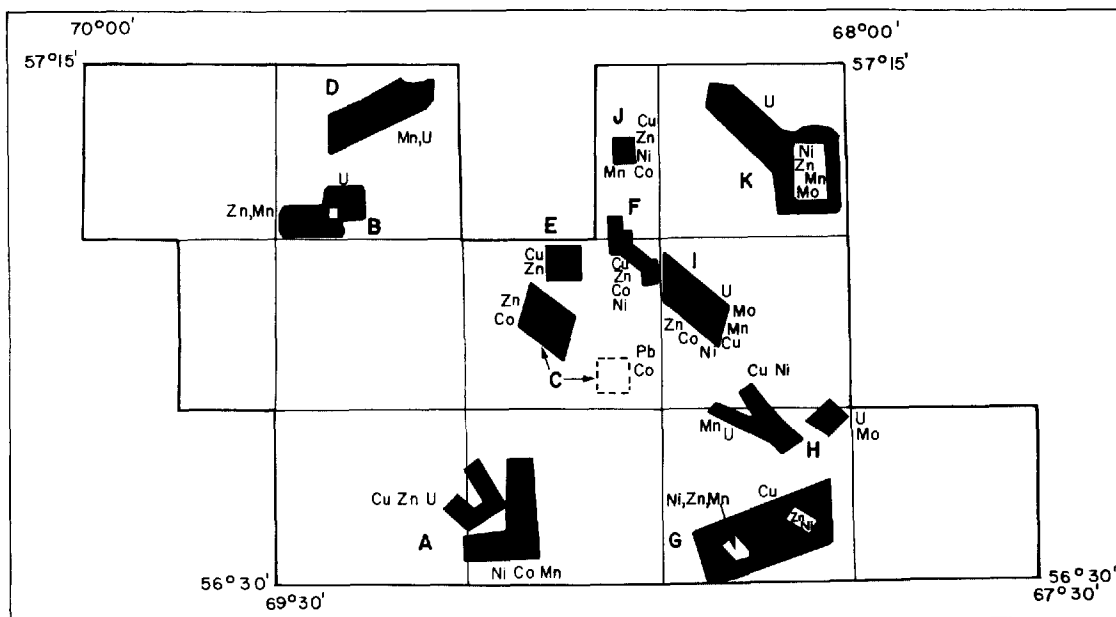 70°00'
68°00'
57°15'
57°15'
D
Mn,U
J
Cu
Zn
Ni
Mn Co
U
K
Ni
Zn
Mn
Mo
U
Zn,Mn
B
E
Cu
Zn
F
Cu
Zn
Co
Ni
I
U
Mo
Mn
Cu
Zn
Co
Ni
Zn
Co
C
Pb
Co
Cu Ni
Mn
U
H
U
Mo
Cu Zn U
A
Ni Co Mn
Ni,Zn,Mn
Cu
Zn
Ni
G
56°30'
69°30'
56°30'
67°30'